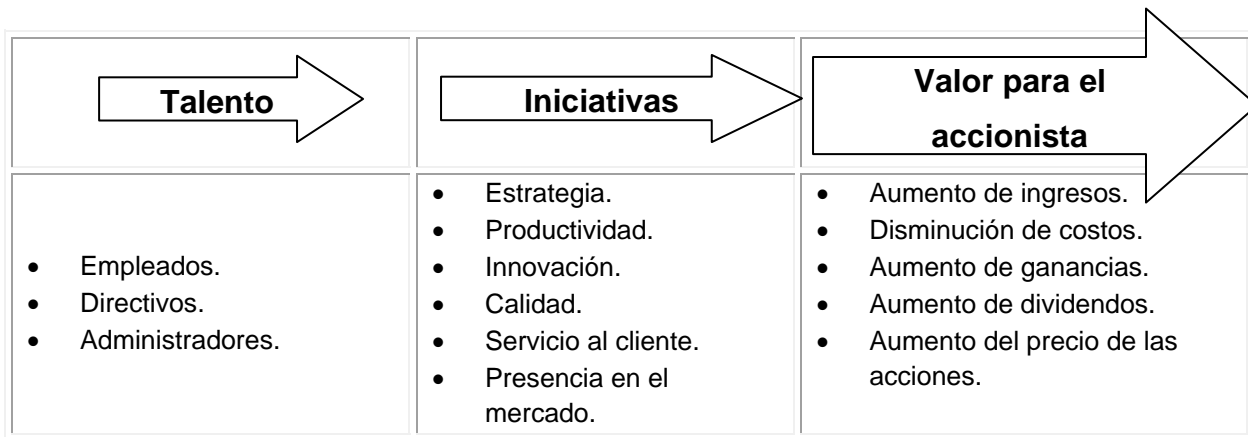 Talento
Iniciativas
Valor para el
accionista
• Empleados.
• Directivos.
• Administradores.
• Estrategia.
• Productividad.
• Innovación.
• Calidad.
• Servicio al cliente.
• Presencia en el
mercado.
• Aumento de ingresos.
• Disminución de costos.
• Aumento de ganancias.
• Aumento de dividendos.
• Aumento del precio de las
acciones.